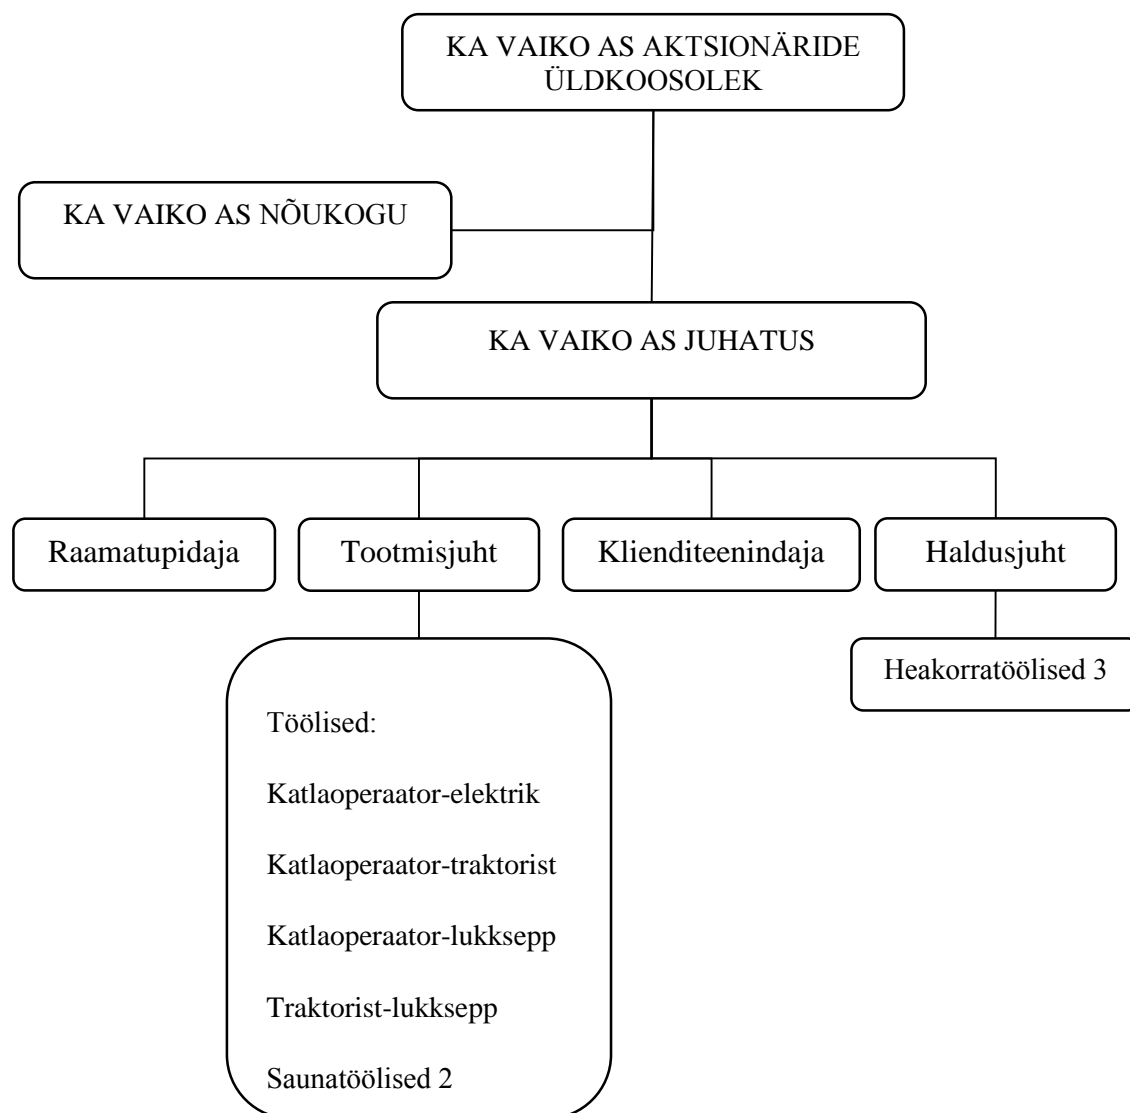 KA VAIKO AS AKTSIONÄRIDE
ÜLDKOOSOLEK
KA VAIKO AS NÕUKOGU
KA VAIKO AS JUHATUS
Raamatupidaja
Tootmisjuht
Klienditeenindaja
Haldusjuht
Heakorratöölised 3
Töölised:
Katlaoperaator-elektrik
Katlaoperaator-traktorist
Katlaoperaator-lukksepp
Traktorist-lukksepp
Saunatöölised 2